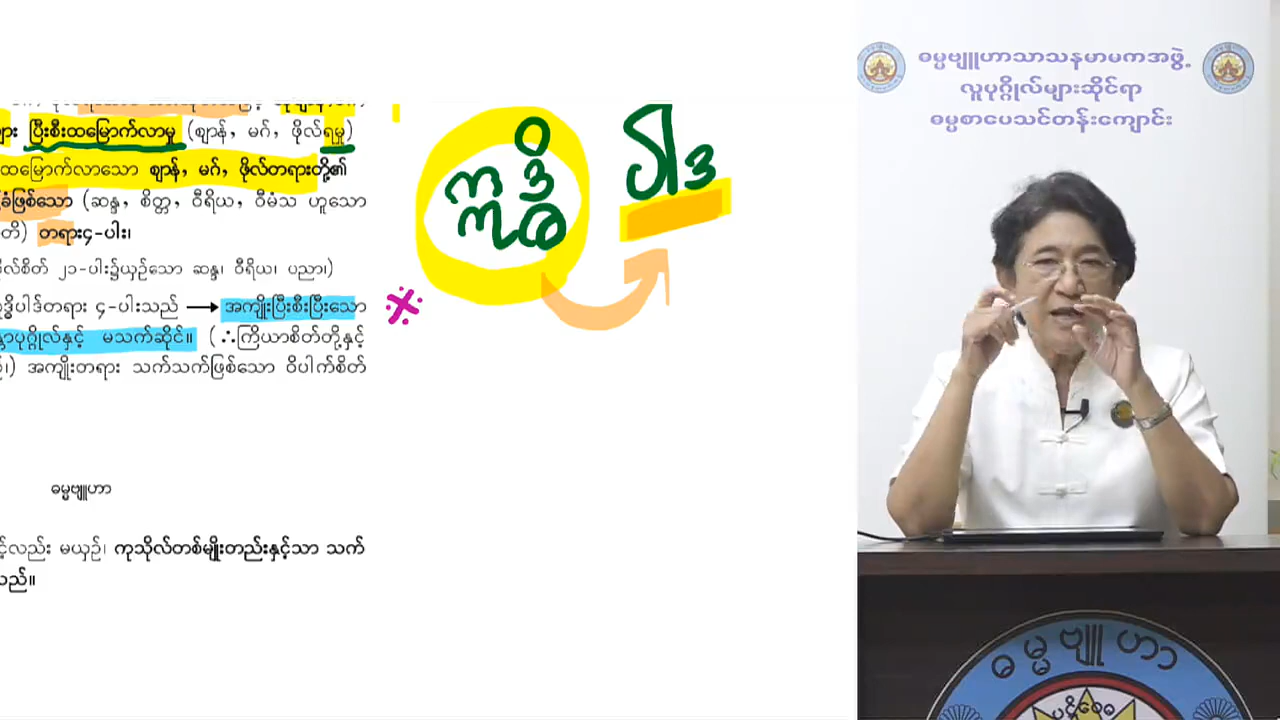 ပြီးစီးထမြောက်လာမှု (ဈာန်, မဂ်, ဖိုလ်ရမှု)
ထမြောက်လာသော ဈာန်, မဂ်, ဖိုလ်တရားတို့၏
ခြေခံဖြစ်သော (ဆန္ဒ, စိတ္တ, ဝီရိယ, ဝီမံသ ဟူသော
တရား၄-ပါး၊
စိတ် ၂၁-ပါး၌ယှဉ်သော ဆန္ဒ၊ ဝီရိယ၊ ပညာ၊)
ဒ္ဓိပါဒ်တရား ၄-ပါးသည် → အကျိုးပြီးစီးပြီးသော
ပုဂ္ဂိုလ်နှင့် မသက်ဆိုင်။ (∴ကြိယာစိတ်တို့နှင့်
အကျိုးတရား သက်သက်ဖြစ်သော ဝိပါက်စိတ်
ဓမ္မဗျူဟာ
လည်း မယှဉ်၊ ကုသိုလ်တစ်မျိုးတည်းနှင့်သာ သက်
သည်။
ပါဒ
ဓမ္မဗျူဟာသာသနာမာမကအဖွဲ့
လူပုဂ္ဂိုလ်များဆိုင်ရာ
ဓမ္မစာပေသင်တန်းကျောင်း
ဓမ္မဗျူဟာ
ပဋိဝေဓ